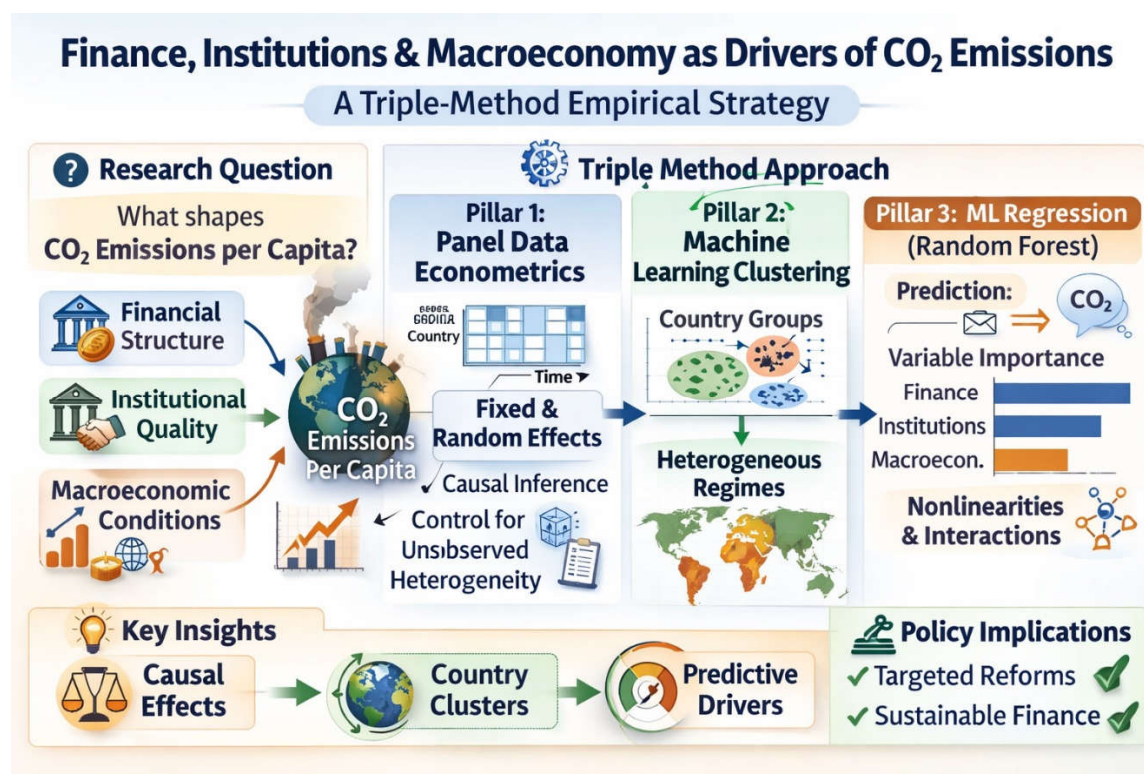 Finance, Institutions & Macroeconomy as Drivers of CO₂ Emissions
A Triple-Method Empirical Strategy
? Research Question
What shapes
CO₂ Emissions per Capita?
Financial
Structure
Institutional
Quality
Macroeconomic
Conditions
CO₂
Emissions
Per Capita
Triple Method Approach
Pillar 1:
Panel Data
Econometrics
Country
Time
Fixed &
Random Effects
Causal Inference
Control for
Unsıbserved
Heterogeneity
Pillar 2:
Machine
Learning Clustering
Country Groups
Heterogeneous
Regimes
Pillar 3: ML Regression
(Random Forest)
Prediction:
CO₂
Variable Importance
Finance
Institutions
Macroecon.
Nonlinearities
& Interactions
Key Insights
Causal
Effects
Country
Clusters
Predictive
Drivers
Policy Implications
✓ Targeted Reforms ✓
✓ Sustainable Finance ✓